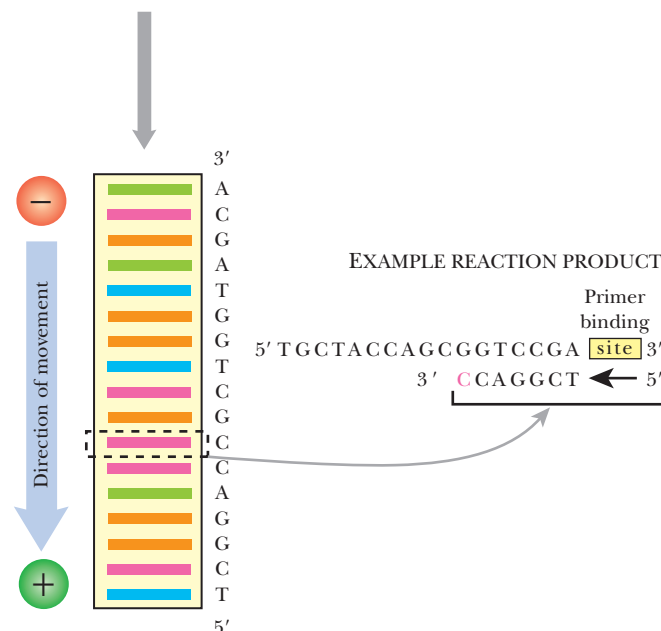 3′
−
A
C
G
A
T
G
G
T
C
G
C
C
A
G
G
C
T
5′
+
Direction of movement
EXAMPLE REACTION PRODUCT
Primer
binding
5′ TGCTACCAGCGGTCCGA site 3′
3′ CCAGGCT 5′